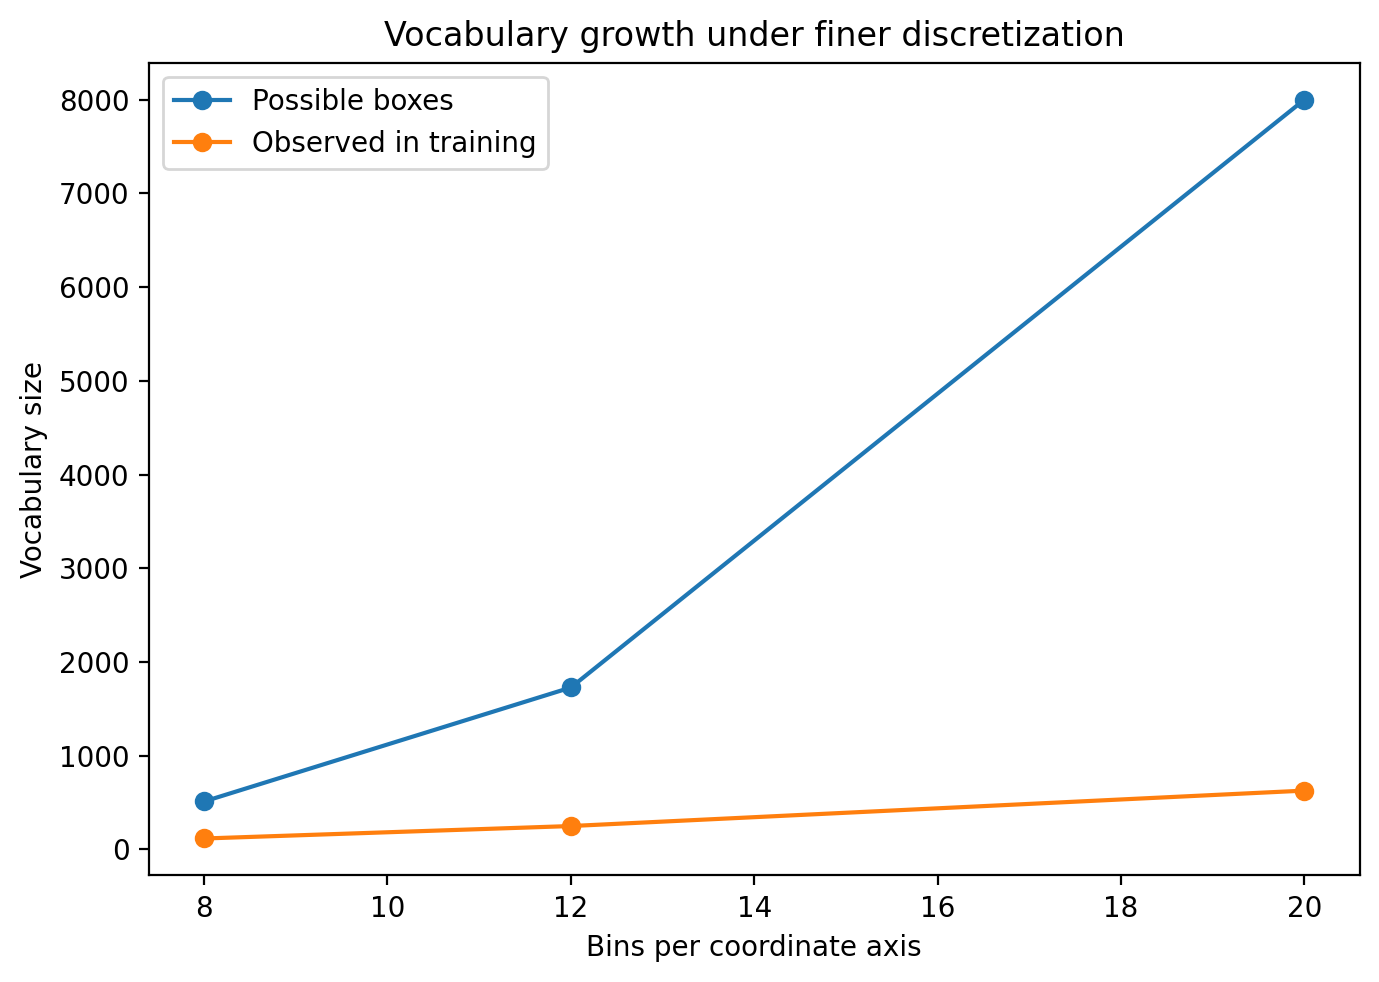 Vocabulary growth under finer discretization
Possible boxes
Observed in training
8000
7000
6000
5000
4000
3000
2000
1000
0
Vocabulary size
8 10 12 14 16 18 20
Bins per coordinate axis